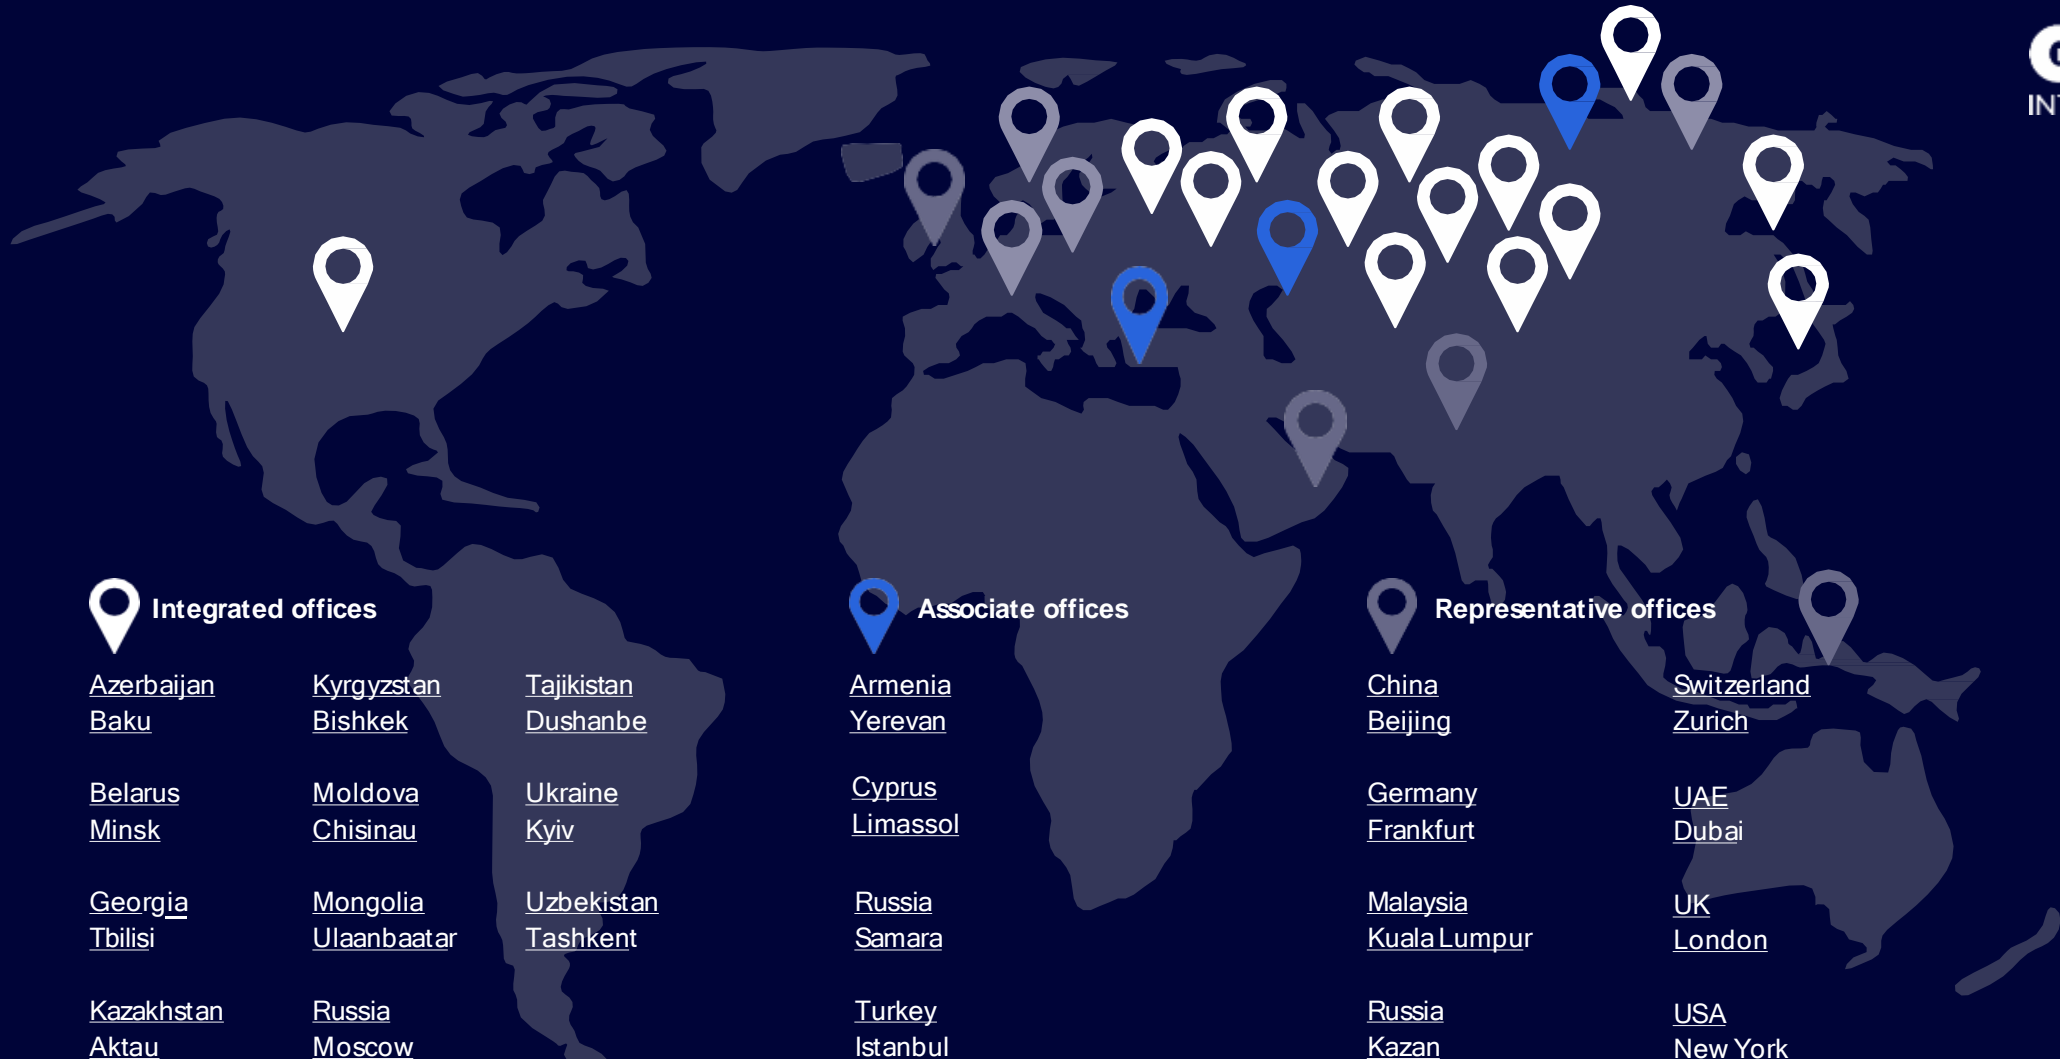 INT
Integrated offices
Azerbaijan
Baku
Belarus
Minsk
Georgia
Tbilisi
Kazakhstan
Aktau
Kyrgyzstan
Bishkek
Moldova
Chisinau
Mongolia
Ulaanbaatar
Russia
Moscow
Tajikistan
Dushanbe
Ukraine
Kyiv
Uzbekistan
Tashkent
Associate offices
Armenia
Yerevan
Cyprus
Limassol
Russia
Samara
Turkey
Istanbul
Representative offices
China
Beijing
Germany
Frankfurt
Malaysia
Kuala Lumpur
Russia
Kazan
Switzerland
Zurich
UAE
Dubai
UK
London
USA
New York